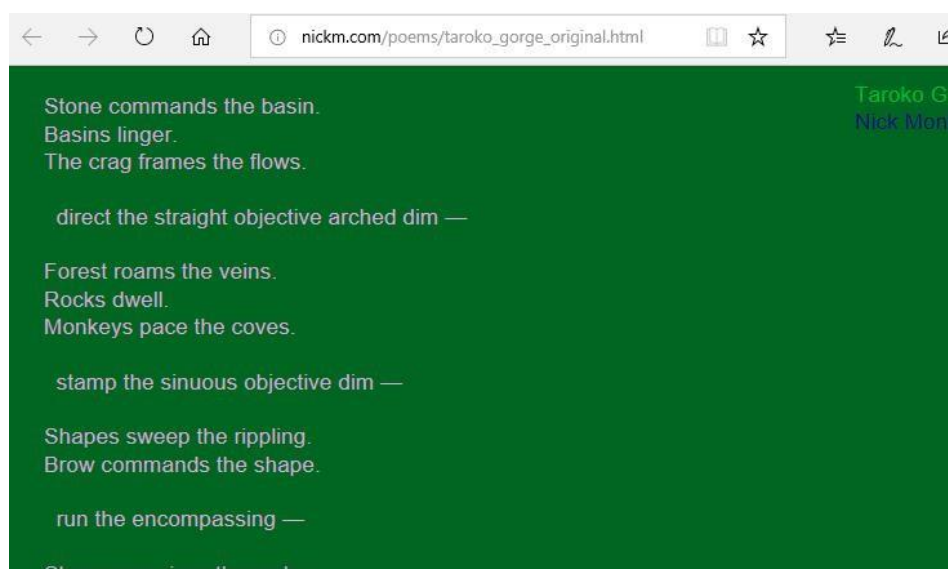 nickm.com/poems/taroko_gorge_original.html
Taroko
Nick
Stone commands the basin.
Basins linger.
The crag frames the flows.
direct the straight objective arched dim —
Forest roams the veins.
Rocks dwell.
Monkeys pace the coves.
stamp the sinuous objective dim —
Shapes sweep the rippling.
Brow commands the shape.
run the encompassing —